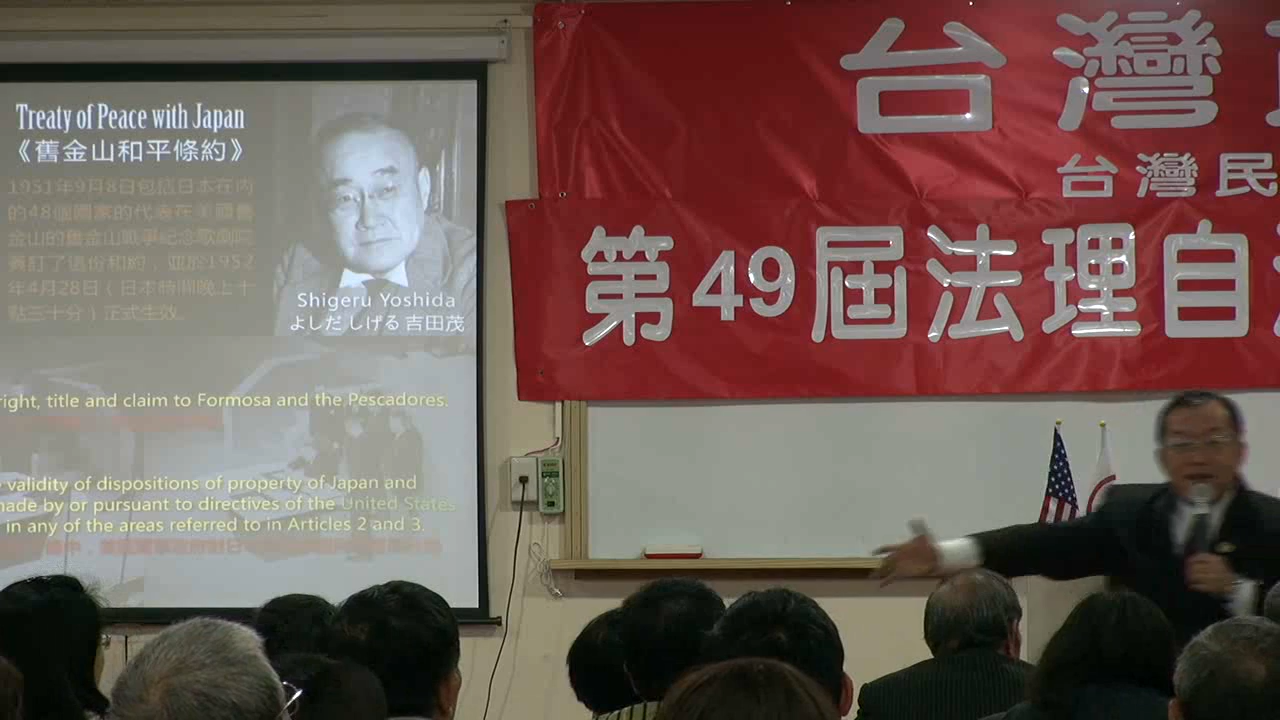 Treaty of Peace with Japan
《舊金山和平條約》
1951年9月8日包括日本在內
的48個國家的代表在美國舊
金山的舊金山戰爭紀念歌劇院
簽訂了這份和約，並於1952
年4月28日（日本時間晚上十
點三十分）正式生效。
Shigeru Yoshida
よしだ しげる 吉田茂
right, title and claim to Formosa and the Pescadores.
validity of dispositions of property of Japan and
made by or pursuant to directives of the United States
in any of the areas referred to in Articles 2 and 3.
台灣
台灣民
第49屆法理自